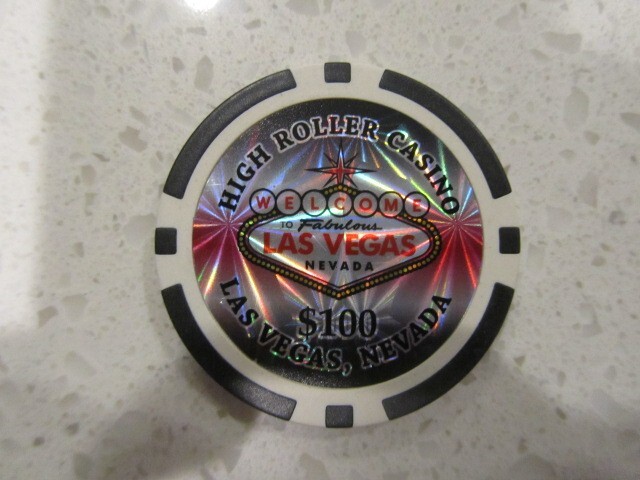 HIGH ROLLER CASINO
WELCOME
TO Fabulous
LAS VEGAS
NEVADA
$100
LAS VEGAS, NEVADA